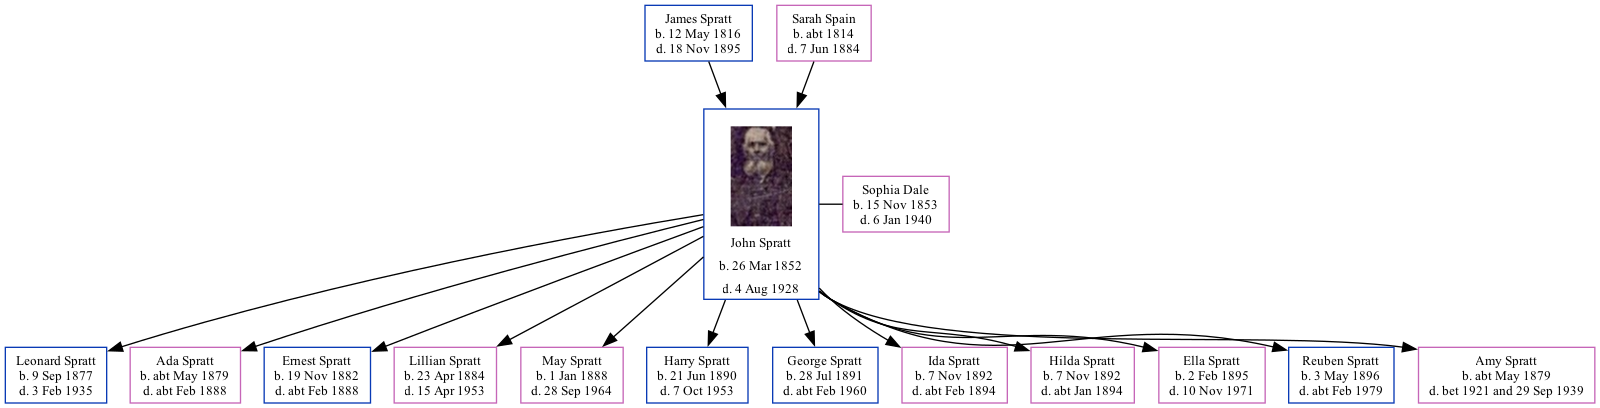 James Spratt
b. 12 May 1816
d. 18 Nov 1895
Sarah Spain
b. abt 1814
d. 7 Jun 1884
John Spratt
b. 26 Mar 1852
d. 4 Aug 1928
Sophia Dale
b. 15 Nov 1853
d. 6 Jan 1940
Leonard Spratt
b. 9 Sep 1877
d. 3 Feb 1935
Ada Spratt
b. abt May 1879
d. abt Feb 1888
Ernest Spratt
b. 19 Nov 1882
d. abt Feb 1888
Lillian Spratt
b. 23 Apr 1884
d. 15 Apr 1953
May Spratt
b. 1 Jan 1888
d. 28 Sep 1964
Harry Spratt
b. 21 Jun 1890
d. 7 Oct 1953
George Spratt
b. 28 Jul 1891
d. abt Feb 1960
Ida Spratt
b. 7 Nov 1892
d. abt Feb 1894
Hilda Spratt
b. 7 Nov 1892
d. abt Jan 1894
Ella Spratt
b. 2 Feb 1895
d. 10 Nov 1971
Reuben Spratt
b. 3 May 1896
d. abt Feb 1979
Amy Spratt
b. abt May 1879
d. bet 1921 and 29 Sep 1939